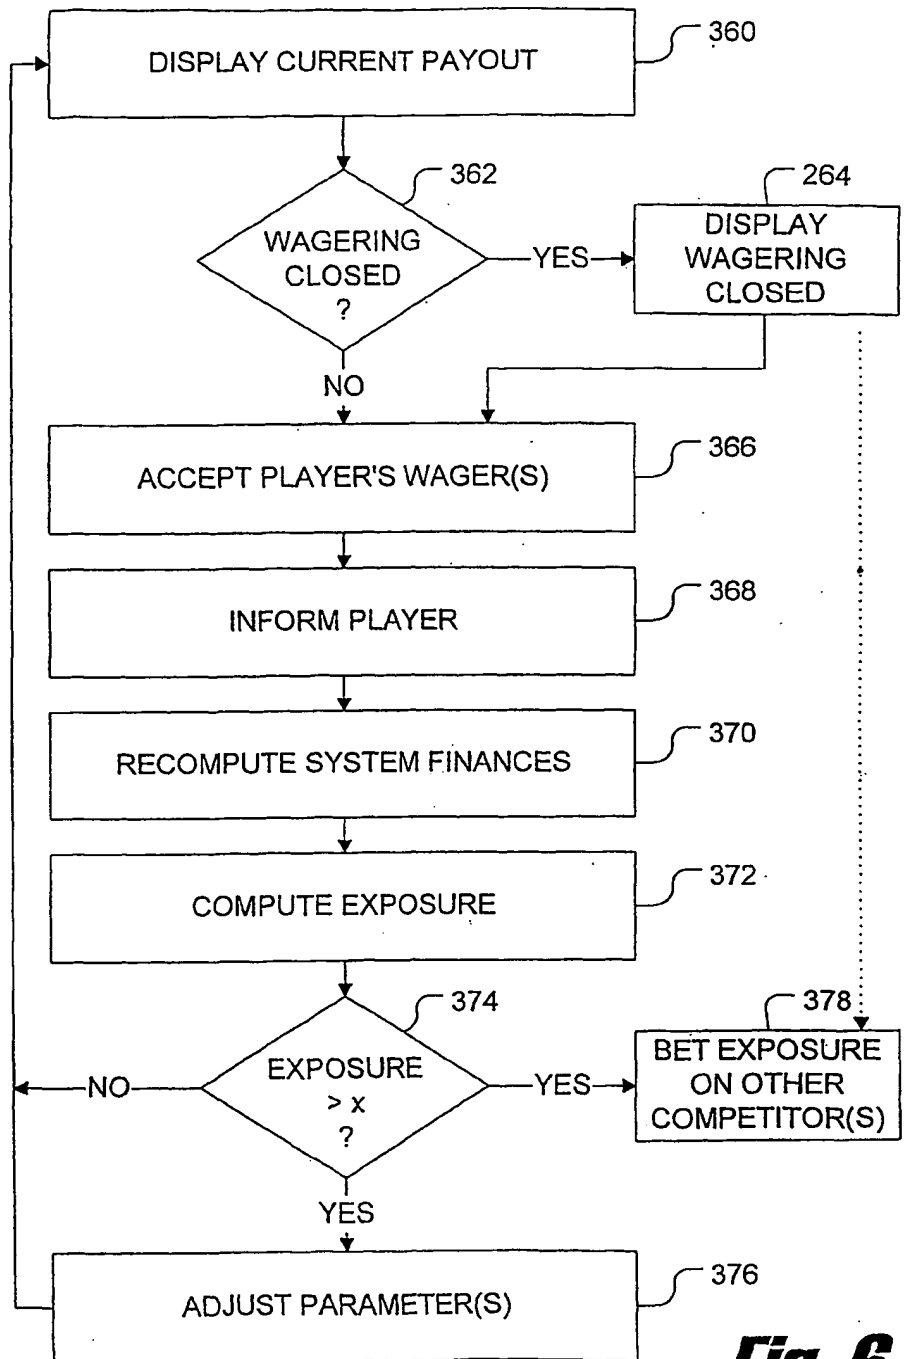 360
DISPLAY CURRENT PAYOUT
362
264
WAGERING
CLOSED
?
YES
DISPLAY
WAGERING
CLOSED
NO
366
ACCEPT PLAYER'S WAGER(S)
368
INFORM PLAYER
370
RECOMPUTE SYSTEM FINANCES
372
COMPUTE EXPOSURE
374
378
NO
EXPOSURE
> x
?
YES
BET EXPOSURE
ON OTHER
COMPETITOR(S)
YES
376
ADJUST PARAMETER(S)
Fig. 6